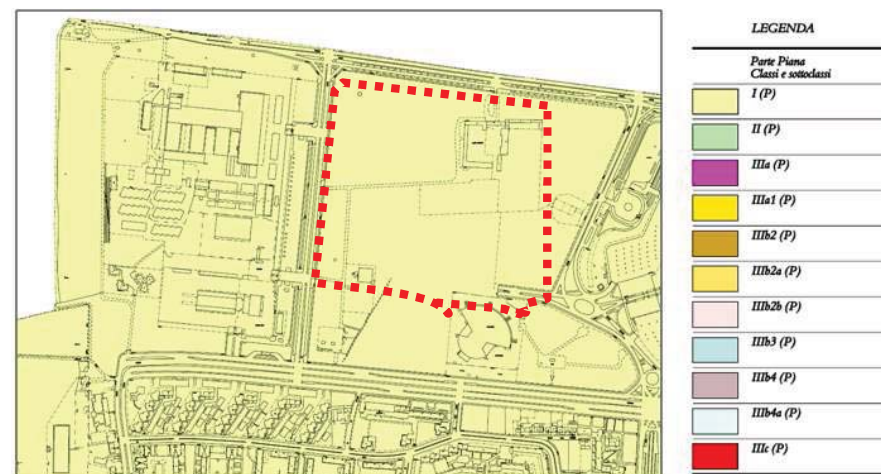 LEGENDA
Parte Piana
Classi e sottoclassi
I (P)
II (P)
IIIa (P)
IIIa1 (P)
IIIb2 (P)
IIIb2a (P)
IIIb2b (P)
IIIb3 (P)
IIIb4 (P)
IIIb4a (P)
IIIc (P)